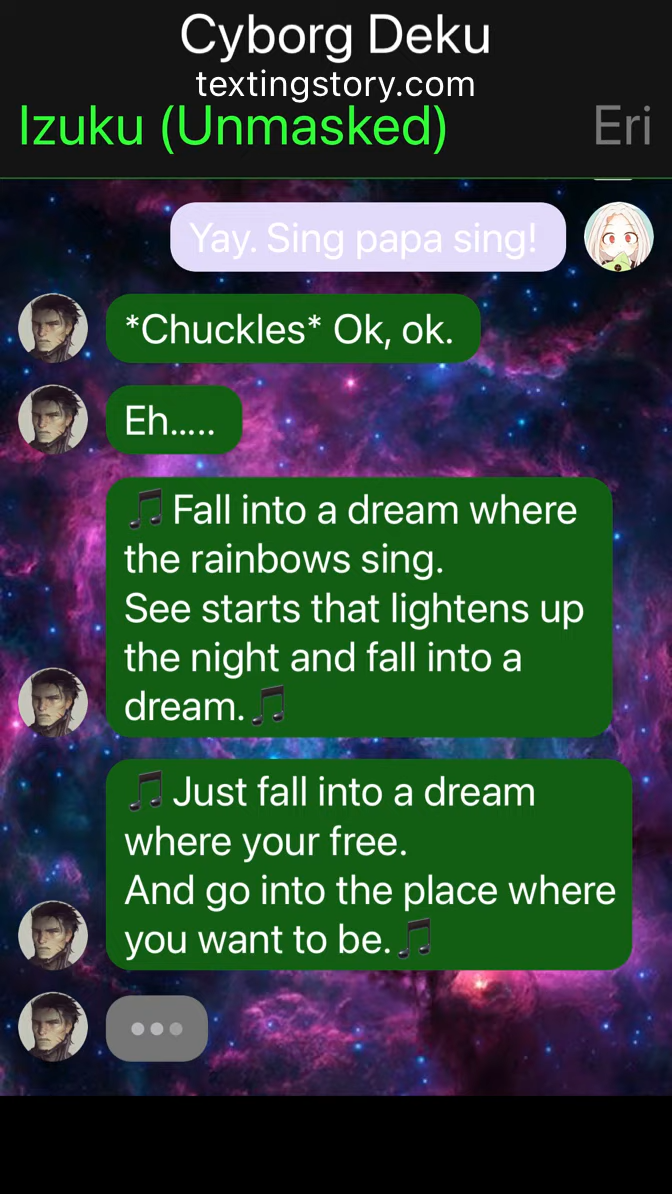 Cyborg Deku
textingstory.com
Izuku (Unmasked) Eri
Yay. Sing papa sing!
*Chuckles* Ok, ok.
Eh.....
🎵Fall into a dream where
the rainbows sing.
See starts that lightens up
the night and fall into a
dream.🎵
🎵Just fall into a dream
where your free.
And go into the place where
you want to be.🎵